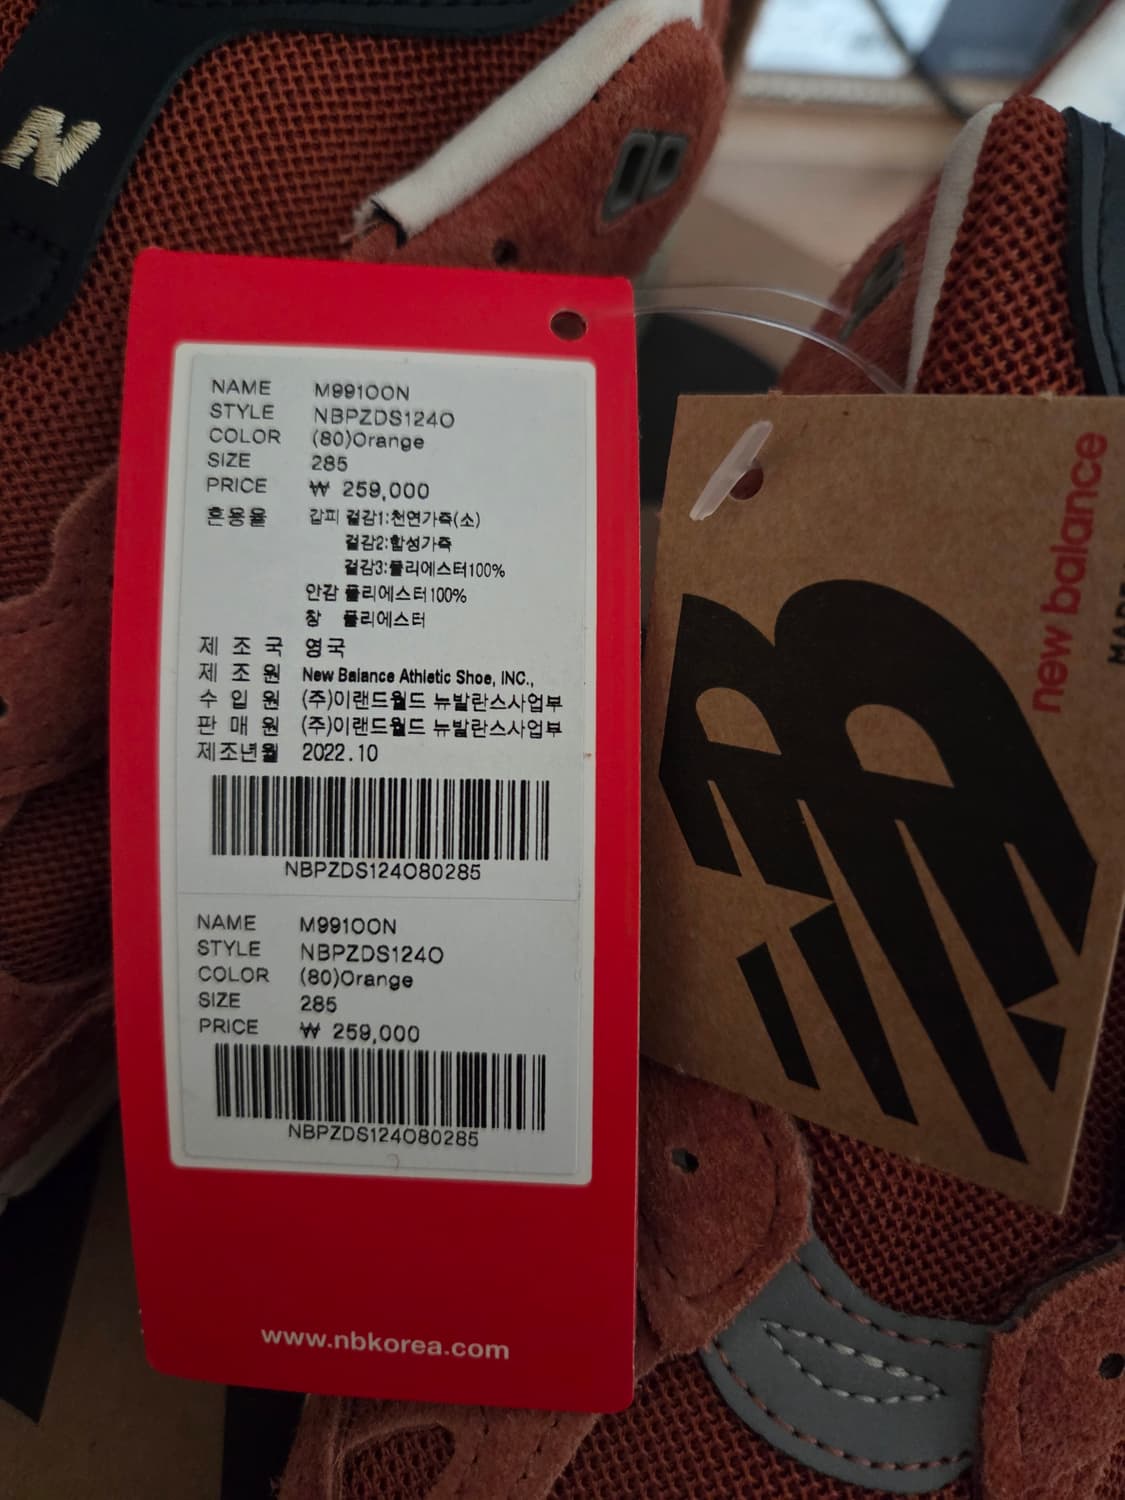 N
NAME M991OON
STYLE NBPZDS124O
COLOR (80)Orange
SIZE 285
PRICE ₩ 259,000
혼용율 갑피 겉감1:천연가죽(소)
겉감2:합성가죽
겉감3:폴리에스터100%
안감 폴리에스터100%
창 폴리에스터
제 조 국 영국
제 조 원 New Balance Athletic Shoe, INC.,
수 입 원 (주)이랜드월드 뉴발란스사업부
판 매 원 (주)이랜드월드 뉴발란스사업부
제조년월 2022.10
NBPZDS124O80285
NAME M991OON
STYLE NBPZDS124O
COLOR (80)Orange
SIZE 285
PRICE ₩ 259,000
NBPZDS124O80285
www.nbkorea.com
new balance